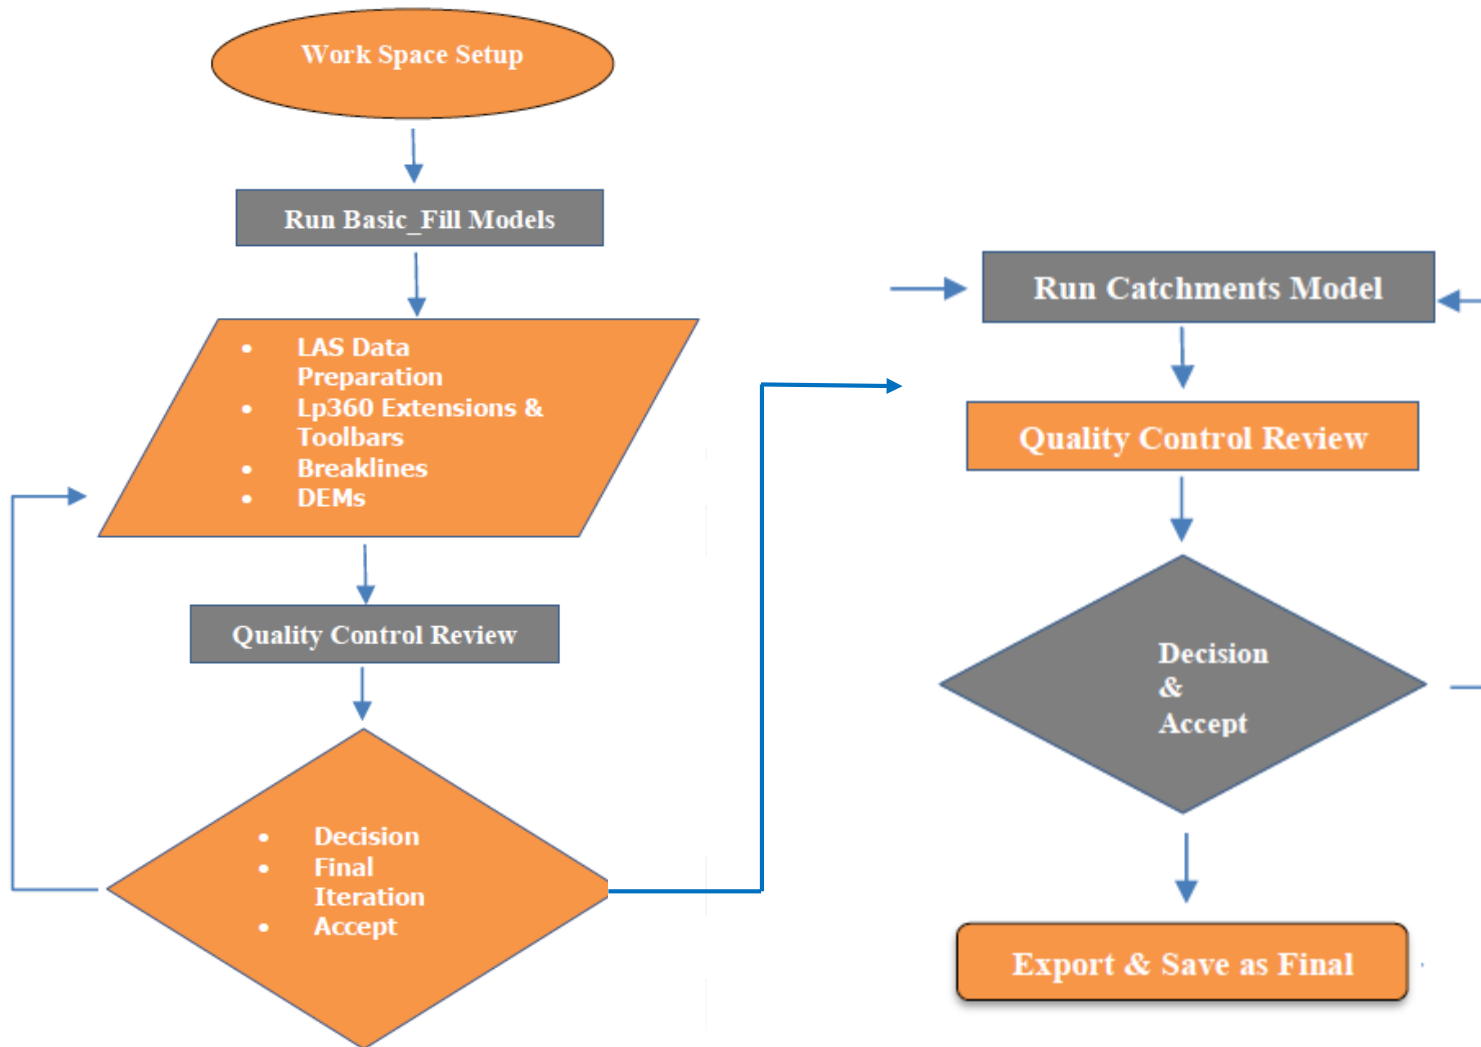 Work Space Setup
Run Basic_Fill Models
• LAS Data
Preparation
• Lp360 Extensions &
Toolbars
• Breaklines
• DEMs
Quality Control Review
• Decision
• Final
Iteration
• Accept
Run Catchments Model
Quality Control Review
Decision
&
Accept
Export & Save as Final